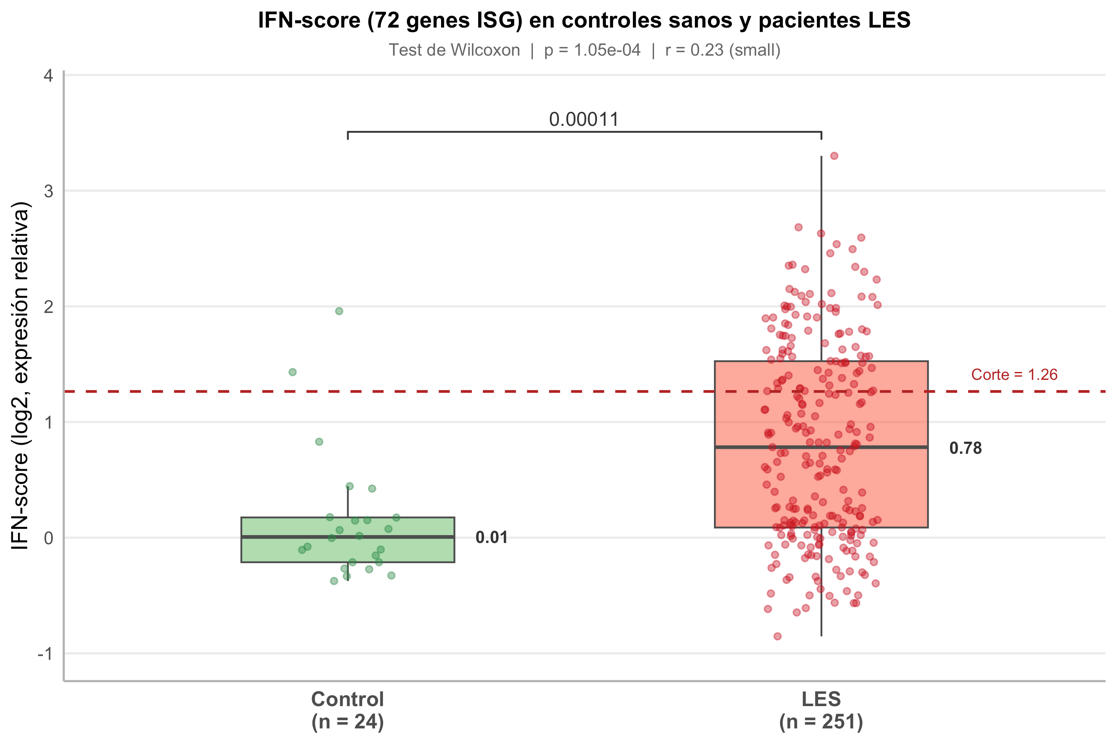 IFN-score (72 genes ISG) en controles sanos y pacientes LES
Test de Wilcoxon | p = 1.05e-04 | r = 0.23 (small)
IFN-score (log2, expresión relativa)
4
3
2
1
0
-1
0.00011
Corte = 1.26
0.78
0.01
Control
(n = 24)
LES
(n = 251)